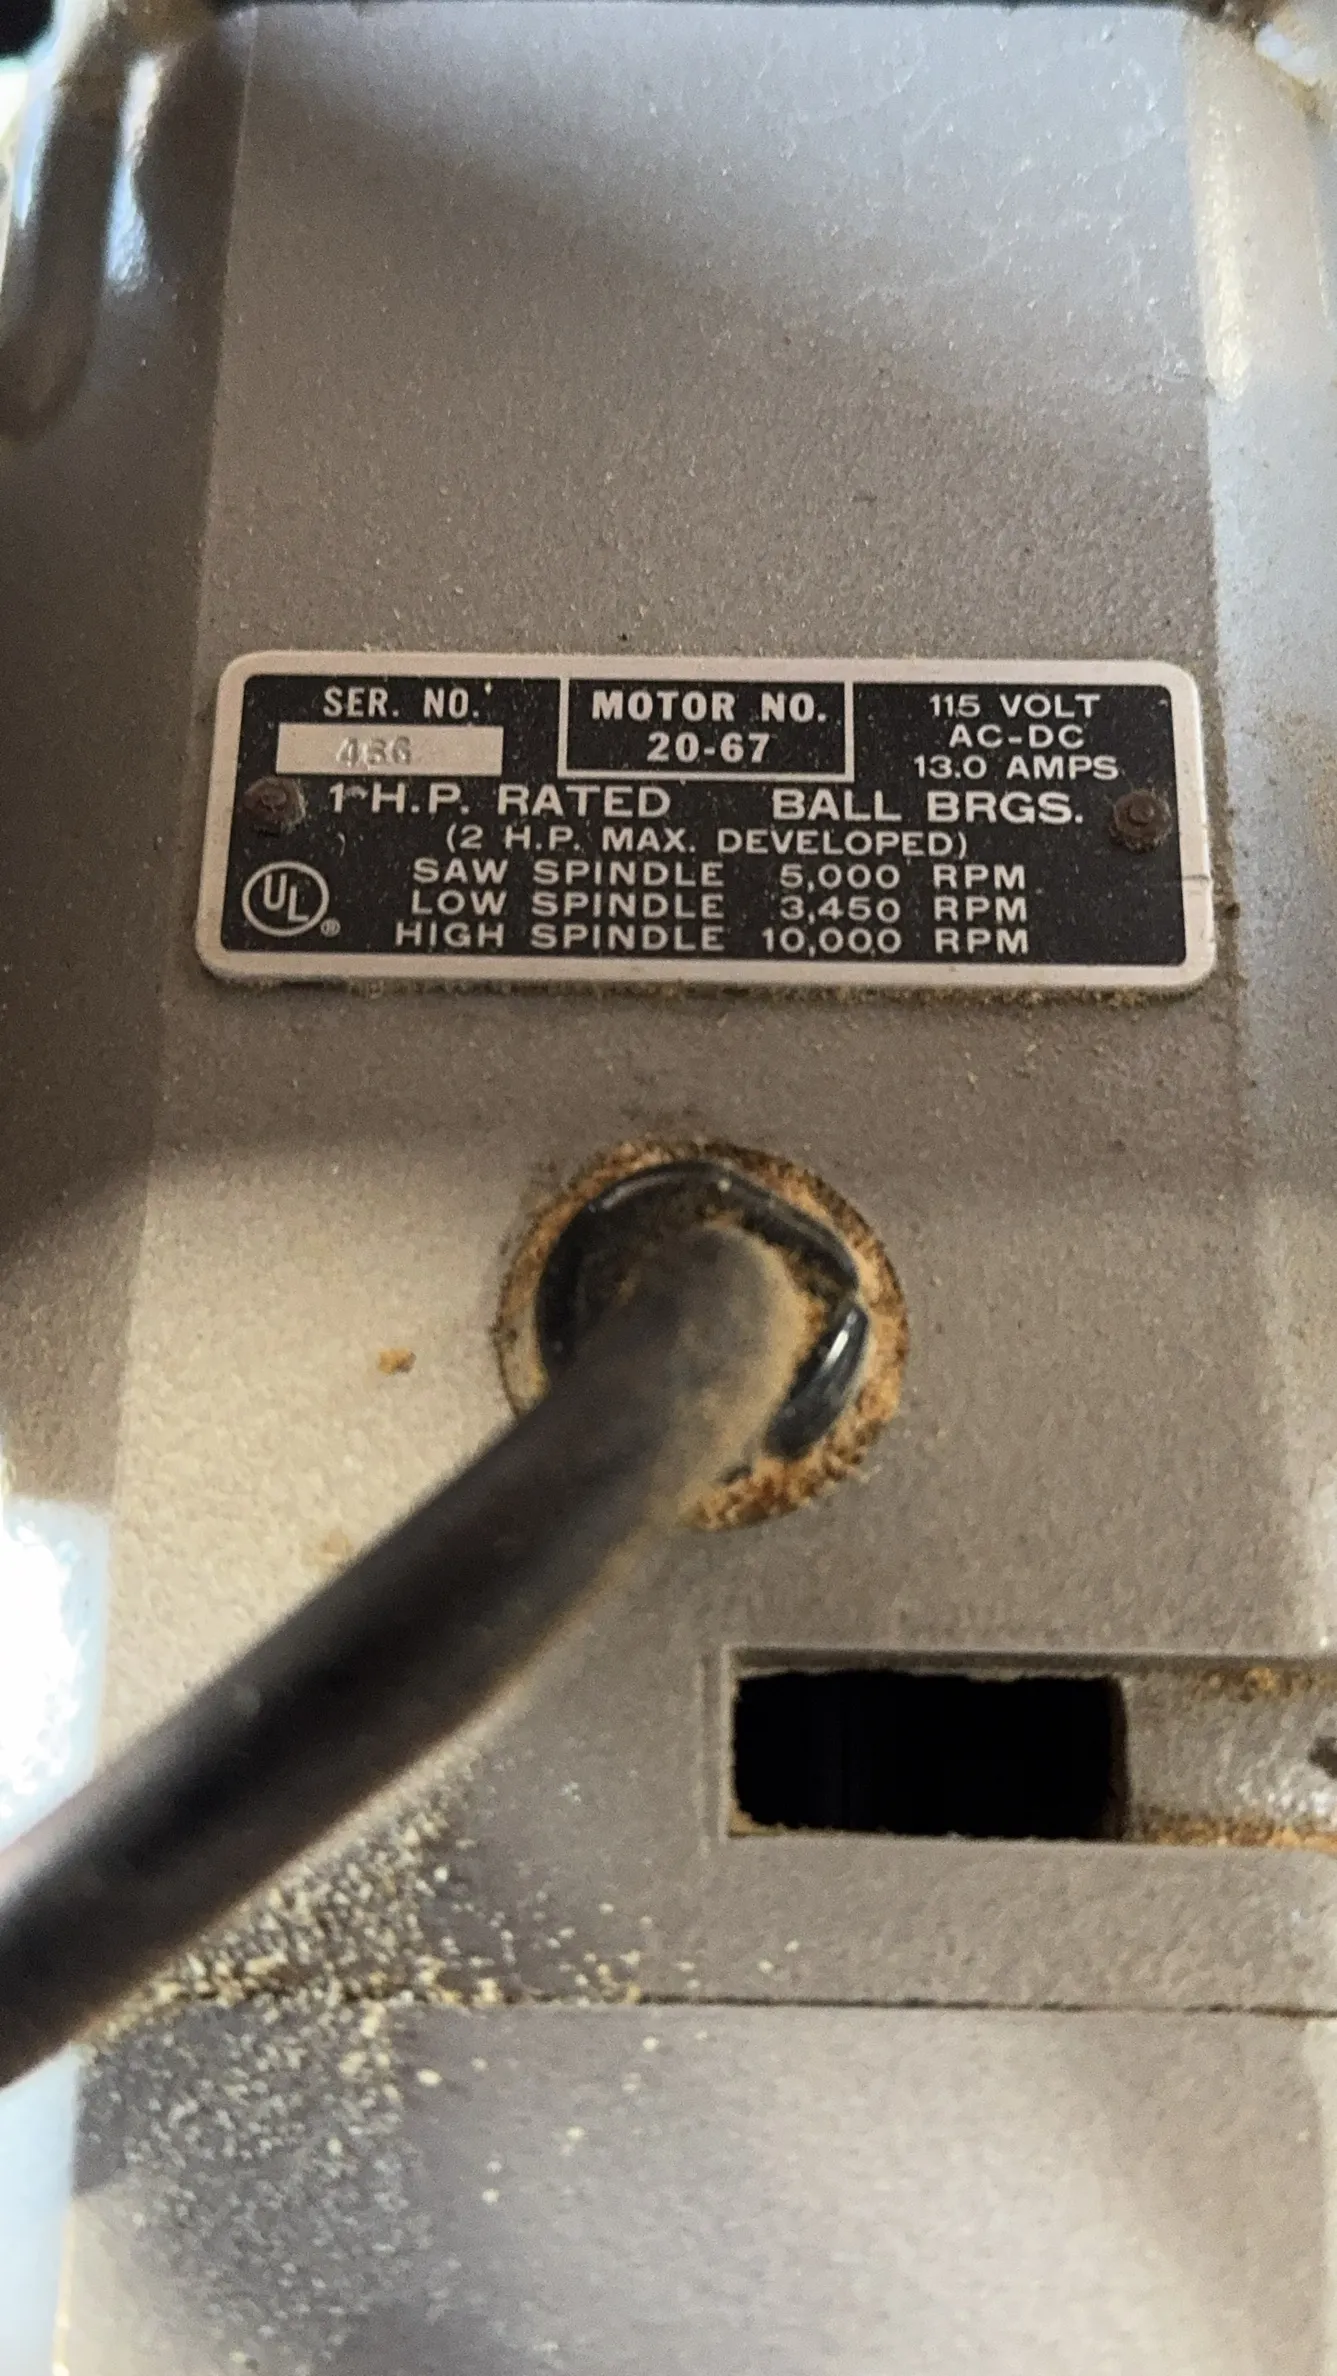 SER. NO.
MOTOR NO.
20-67
115 VOLT
AC-DC
13.0 AMPS
1 H.P. RATED BALL BRGS.
(2 H.P. MAX. DEVELOPED)
SAW SPINDLE 5,000 RPM
LOW SPINDLE 3,450 RPM
HIGH SPINDLE 10,000 RPM
UL®